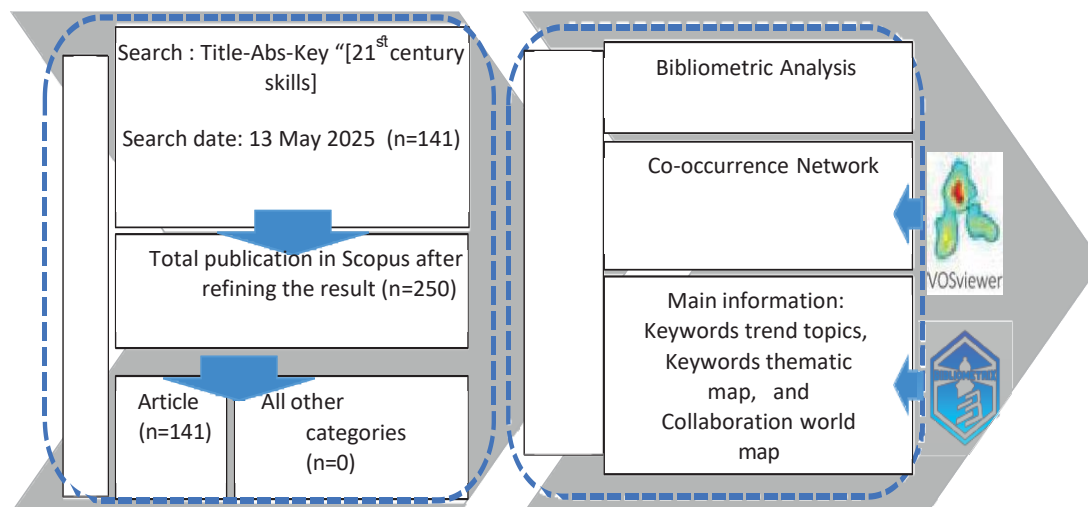 Search : Title-Abs-Key “[21st century
skills]
Search date: 13 May 2025 (n=141)
Total publication in Scopus after
refining the result (n=250)
Article
(n=141)
All other
categories
(n=0)
Bibliometric Analysis
Co-occurrence Network
Main information:
Keywords trend topics,
Keywords thematic
map, and
Collaboration world
map
VOSviewer